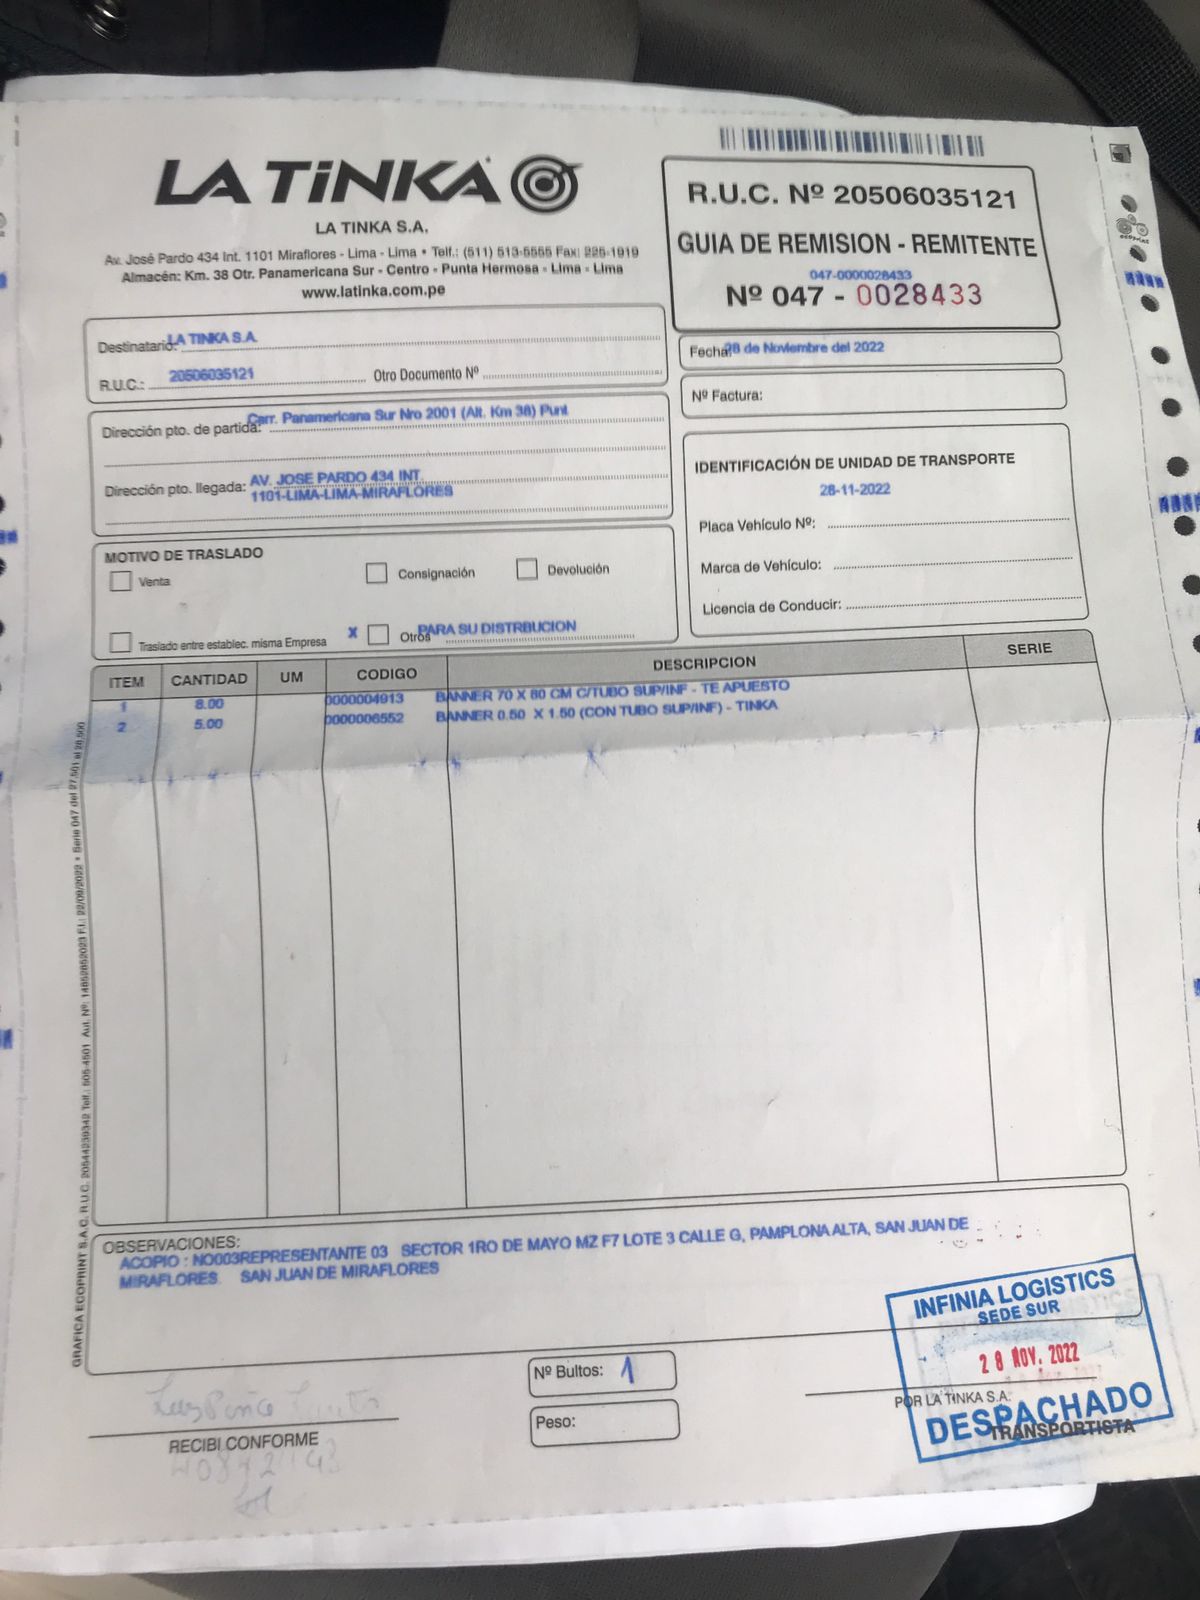 LA TiNKA
LA TINKA S.A.
Av. José Pardo 434 Int. 1101 Miraflores - Lima - Lima • Telf.: (511) 513-5555 Fax: 225-1919
Almacén: Km. 38 Otr. Panamericana Sur - Centro - Punta Hermosa - Lima - Lima
www.latinka.com.pe
R.U.C. Nº 20506035121
GUIA DE REMISION - REMITENTE
047-0000028433
Nº 047 - 0028433
Destinatario: LA TINKA S.A.
R.U.C.: 20506035121 Otro Documento Nº
Fecha: 28 de Noviembre del 2022
Nº Factura:
Dirección pto. de partida: Carr. Panamericana Sur Nro 2001 (Alt. Km 38) Punt
Dirección pto. llegada: AV. JOSE PARDO 434 INT.
1101-LIMA-LIMA-MIRAFLORES
IDENTIFICACIÓN DE UNIDAD DE TRANSPORTE
28-11-2022
Placa Vehículo Nº:
Marca de Vehículo:
Licencia de Conducir:
MOTIVO DE TRASLADO
Venta Consignación Devolución
Traslado entre establec. misma Empresa X Otros PARA SU DISTRBUCION
ITEM CANTIDAD UM CODIGO DESCRIPCION SERIE
1 8.00 0000004913 BANNER 70 X 80 CM C/TUBO SUP/INF - TE APUESTO
2 5.00 0000006552 BANNER 0.50 X 1.50 (CON TUBO SUP/INF) - TINKA
GRAFICA ECOPRINT S.A.C. R.U.C. 20544239342 Telf.: 505-4501 Aut. Nº: 14852852023 F.I.: 22/09/2022 • Serie 047 del 27,501 al 28,500
OBSERVACIONES:
ACOPIO : NO003REPRESENTANTE 03 SECTOR 1RO DE MAYO MZ F7 LOTE 3 CALLE G, PAMPLONA ALTA, SAN JUAN DE
MIRAFLORES SAN JUAN DE MIRAFLORES
INFINIA LOGISTICS
SEDE SUR
28 NOV. 2022
DESPACHADO
Nº Bultos: 1
Peso:
RECIBI CONFORME
POR LA TINKA S.A.
TRANSPORTISTA